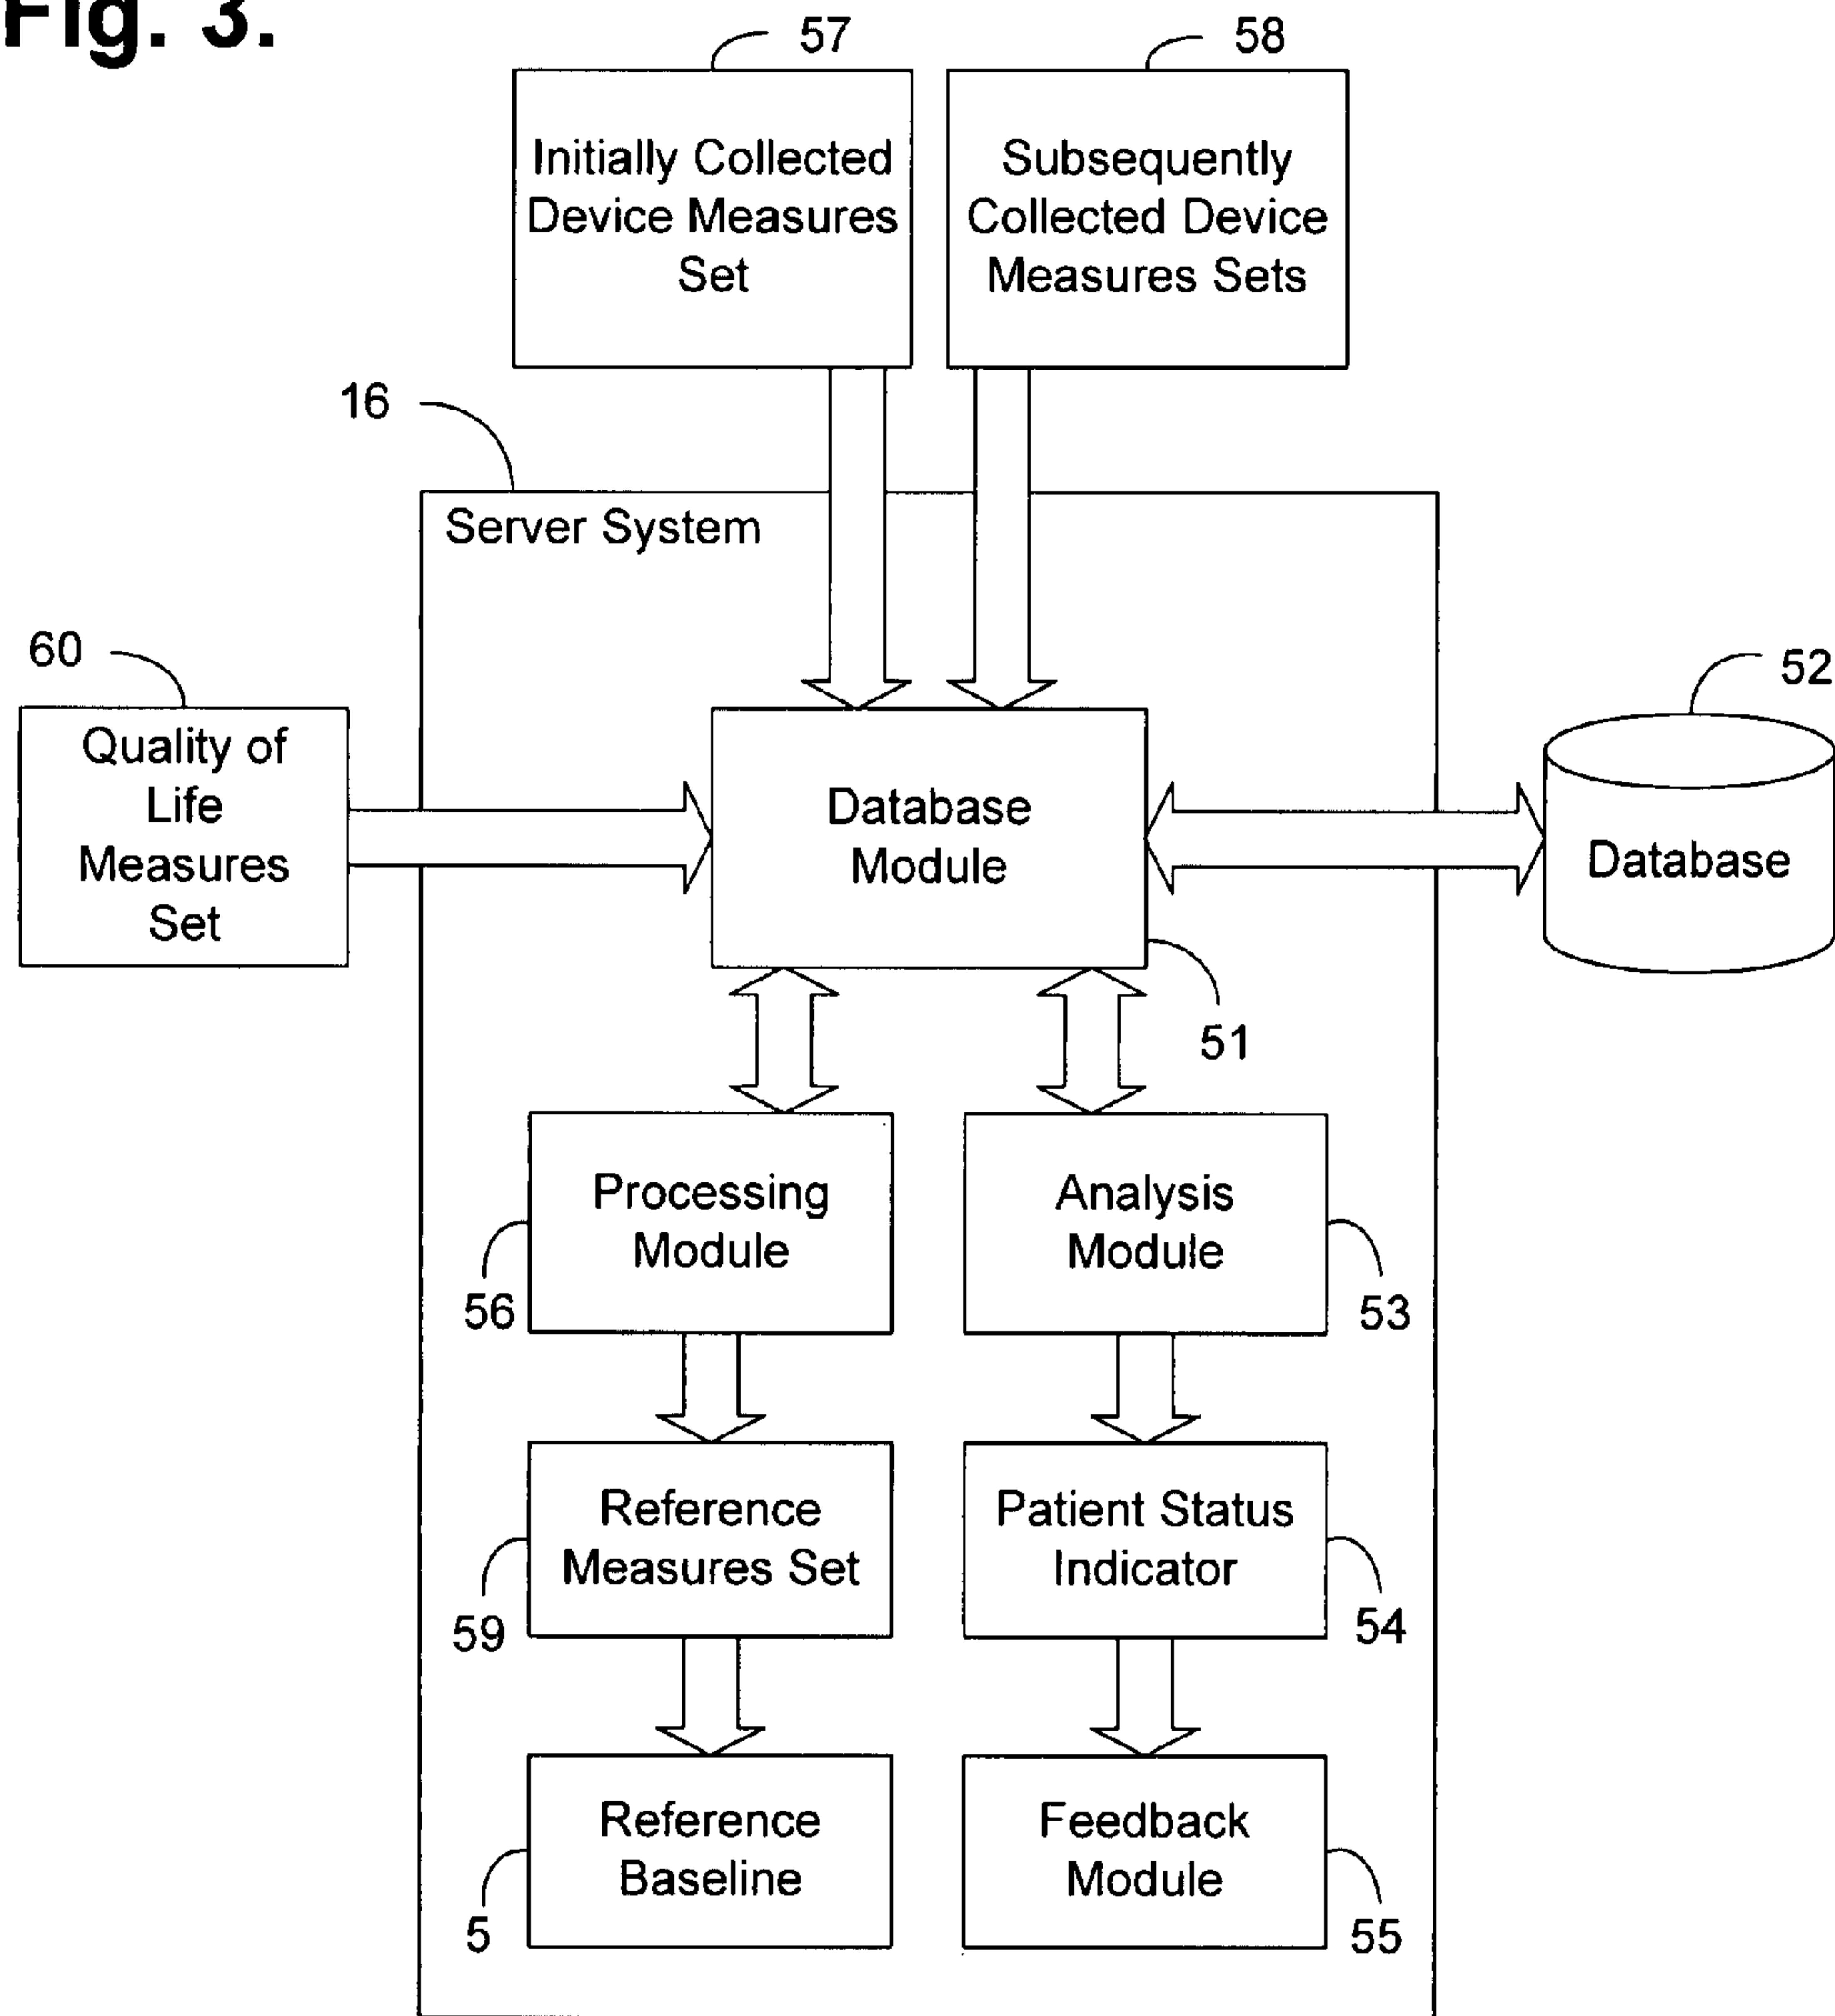 Fig. 3.
57
58
Initially Collected
Device Measures
Set
Subsequently
Collected Device
Measures Sets
16
Server System
60
52
Quality of
Life
Measures
Set
Database
Module
Database
51
Processing
Module
Analysis
Module
56
53
Reference
Measures Set
Patient Status
Indicator
59
54
Reference
Baseline
Feedback
Module
5
55